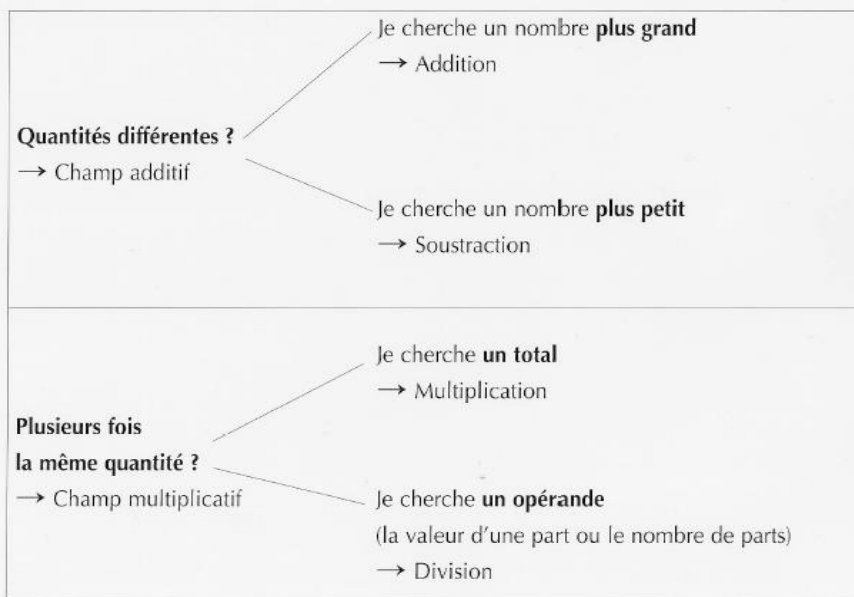 Je cherche un nombre plus grand
→ Addition
Quantités différentes ?
→ Champ additif
Je cherche un nombre plus petit
→ Soustraction
Je cherche un total
→ Multiplication
Plusieurs fois
la même quantité ?
→ Champ multiplicatif
Je cherche un opérande
(la valeur d'une part ou le nombre de parts)
→ Division